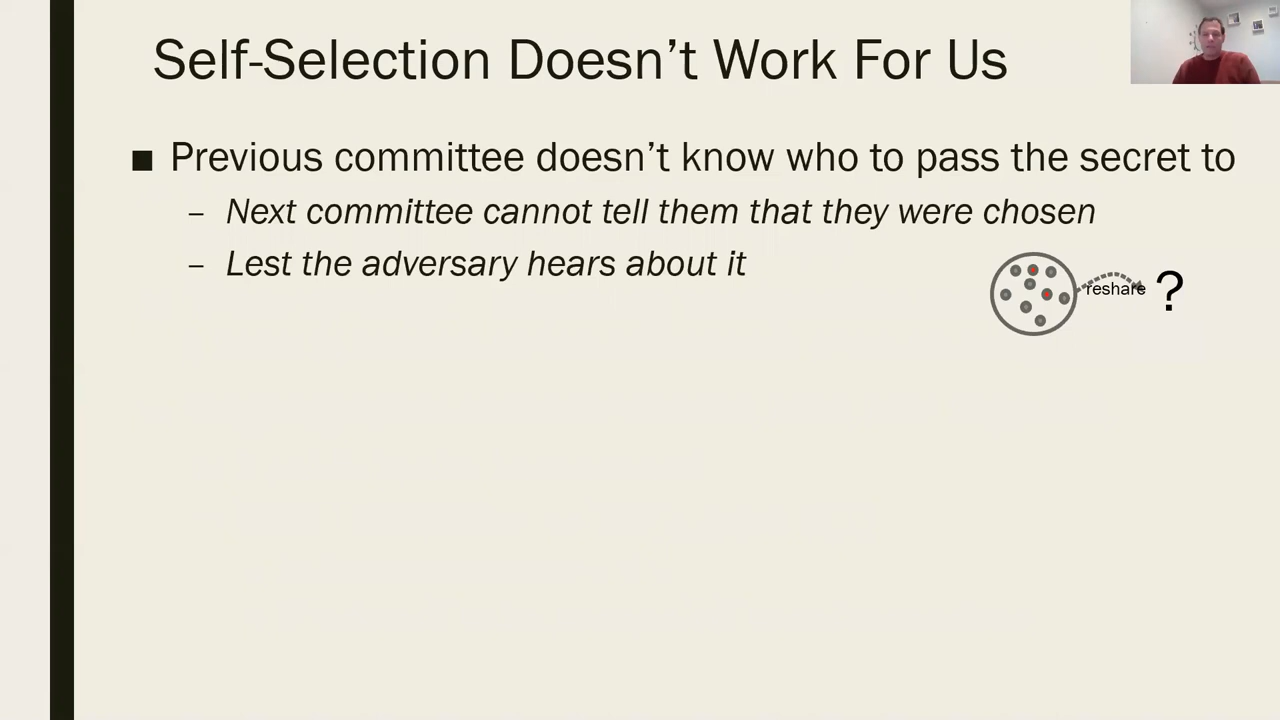 Self-Selection Doesn’t Work For Us
■ Previous committee doesn’t know who to pass the secret to
– Next committee cannot tell them that they were chosen
– Lest the adversary hears about it
reshare ?